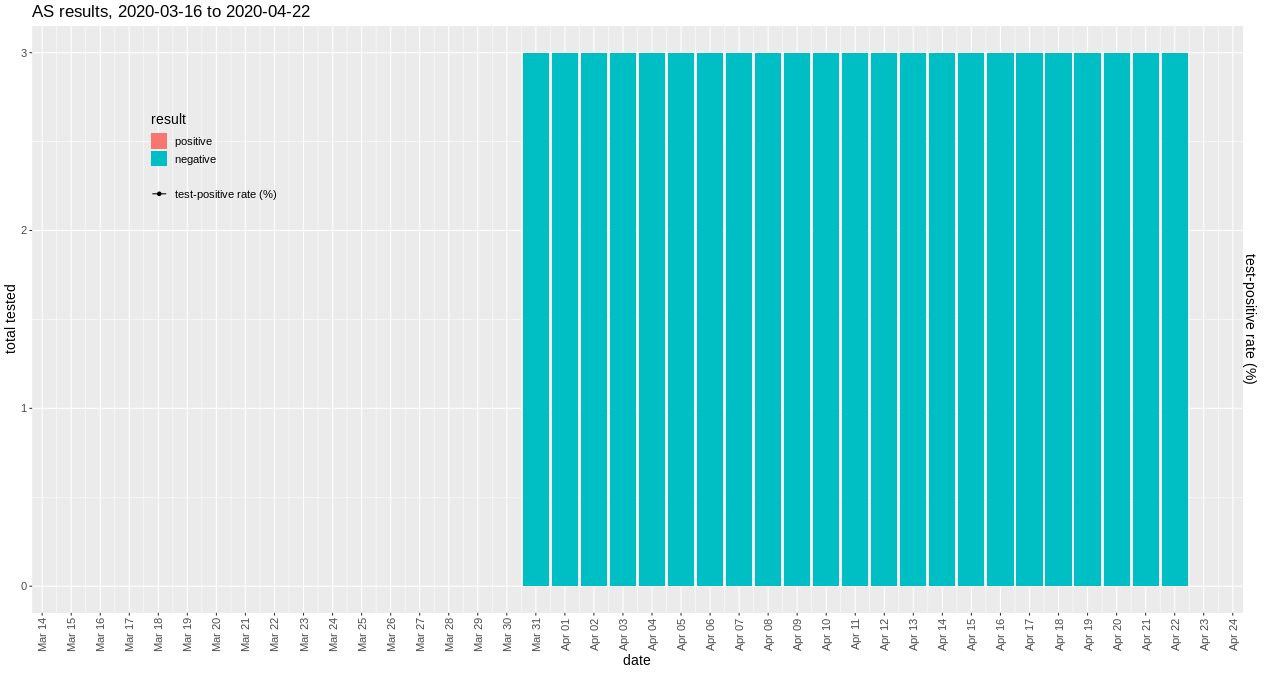 AS results, 2020-03-16 to 2020-04-22
3
2
1
0
total tested
result
positive
negative
test-positive rate (%)
test-positive rate (%)
Mar 14
Mar 15
Mar 16
Mar 17
Mar 18
Mar 19
Mar 20
Mar 21
Mar 22
Mar 23
Mar 24
Mar 25
Mar 26
Mar 27
Mar 28
Mar 29
Mar 30
Mar 31
Apr 01
Apr 02
Apr 03
Apr 04
Apr 05
Apr 06
Apr 07
Apr 08
Apr 09
Apr 10
Apr 11
Apr 12
Apr 13
Apr 14
Apr 15
Apr 16
Apr 17
Apr 18
Apr 19
Apr 20
Apr 21
Apr 22
Apr 23
Apr 24
date